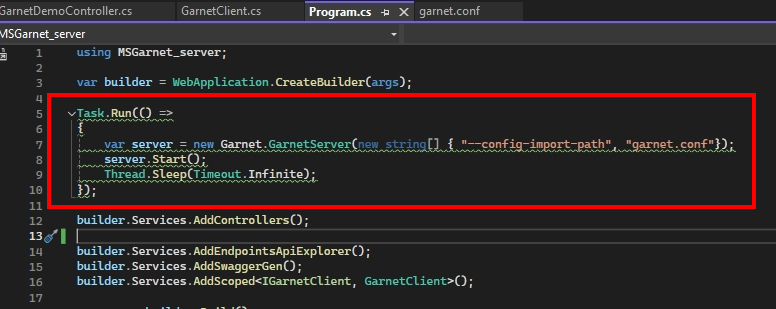 GarnetDemoController.cs GarnetClient.cs Program.cs garnet.conf
MSGarnet_server
1 using MSGarnet_server;
2
3 var builder = WebApplication.CreateBuilder(args);
4
5 Task.Run(() =>
6 {
7 var server = new Garnet.GarnetServer(new string[] { "--config-import-path", "garnet.conf"});
8 server.Start();
9 Thread.Sleep(Timeout.Infinite);
10 });
11
12 builder.Services.AddControllers();
13
14 builder.Services.AddEndpointsApiExplorer();
15 builder.Services.AddSwaggerGen();
16 builder.Services.AddScoped<IGarnetClient, GarnetClient>();
17